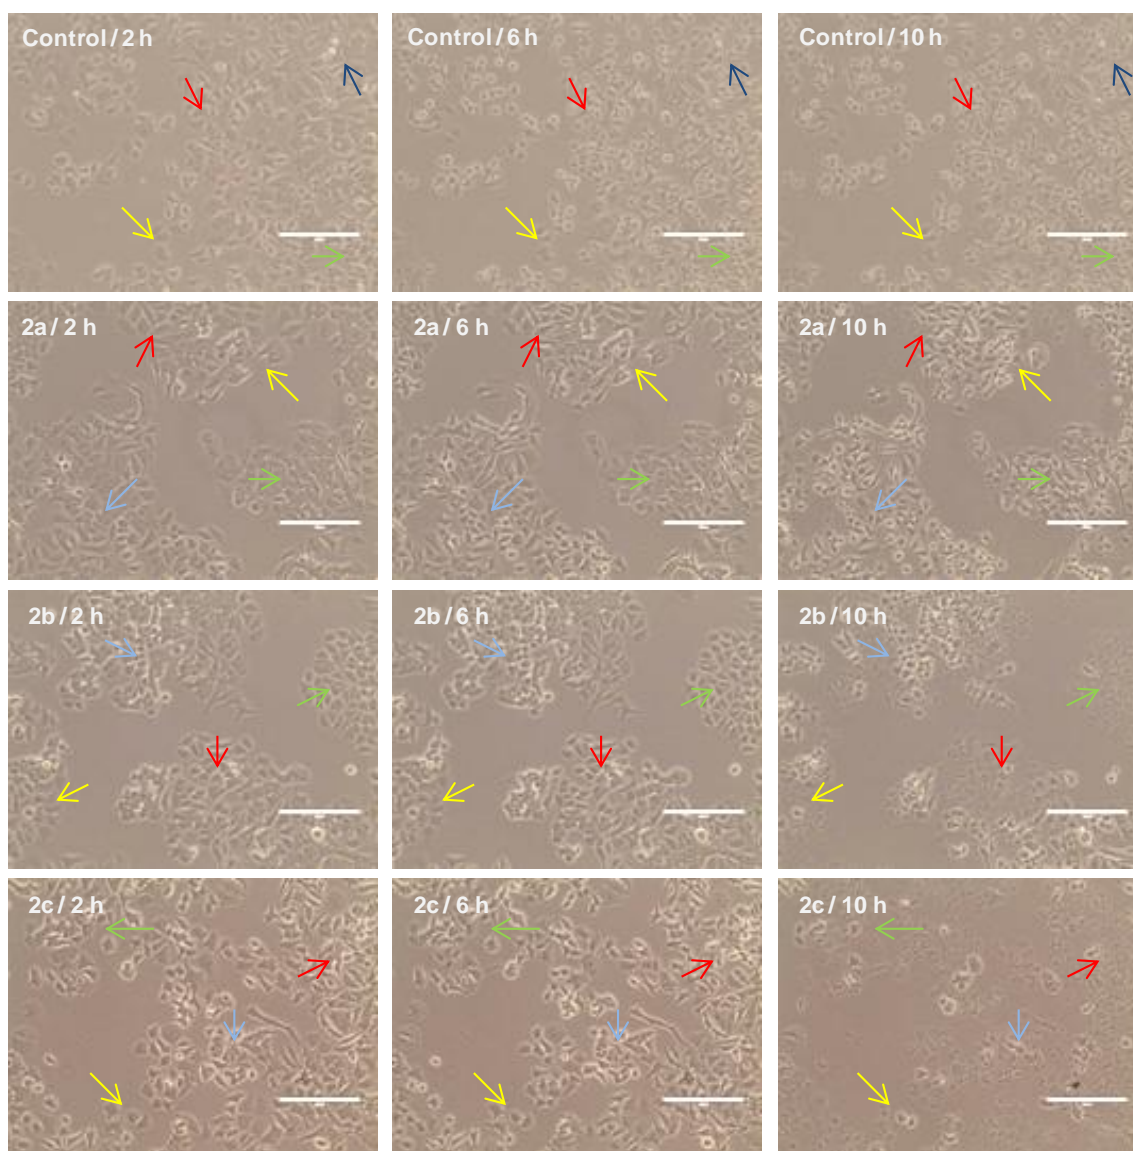 Control / 2 h
Control / 6 h
Control / 10 h
2a / 2 h
2a / 6 h
2a / 10 h
2b / 2 h
2b / 6 h
2b / 10 h
2c / 2 h
2c / 6 h
2c / 10 h